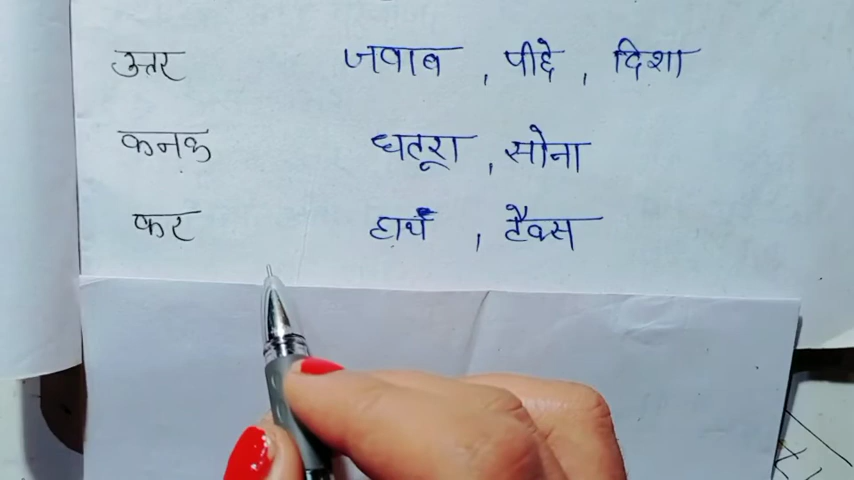 उत्तर जवाब , पीछे , दिशा
कनक धतूरा , सोना
कर हाथ , टैक्स